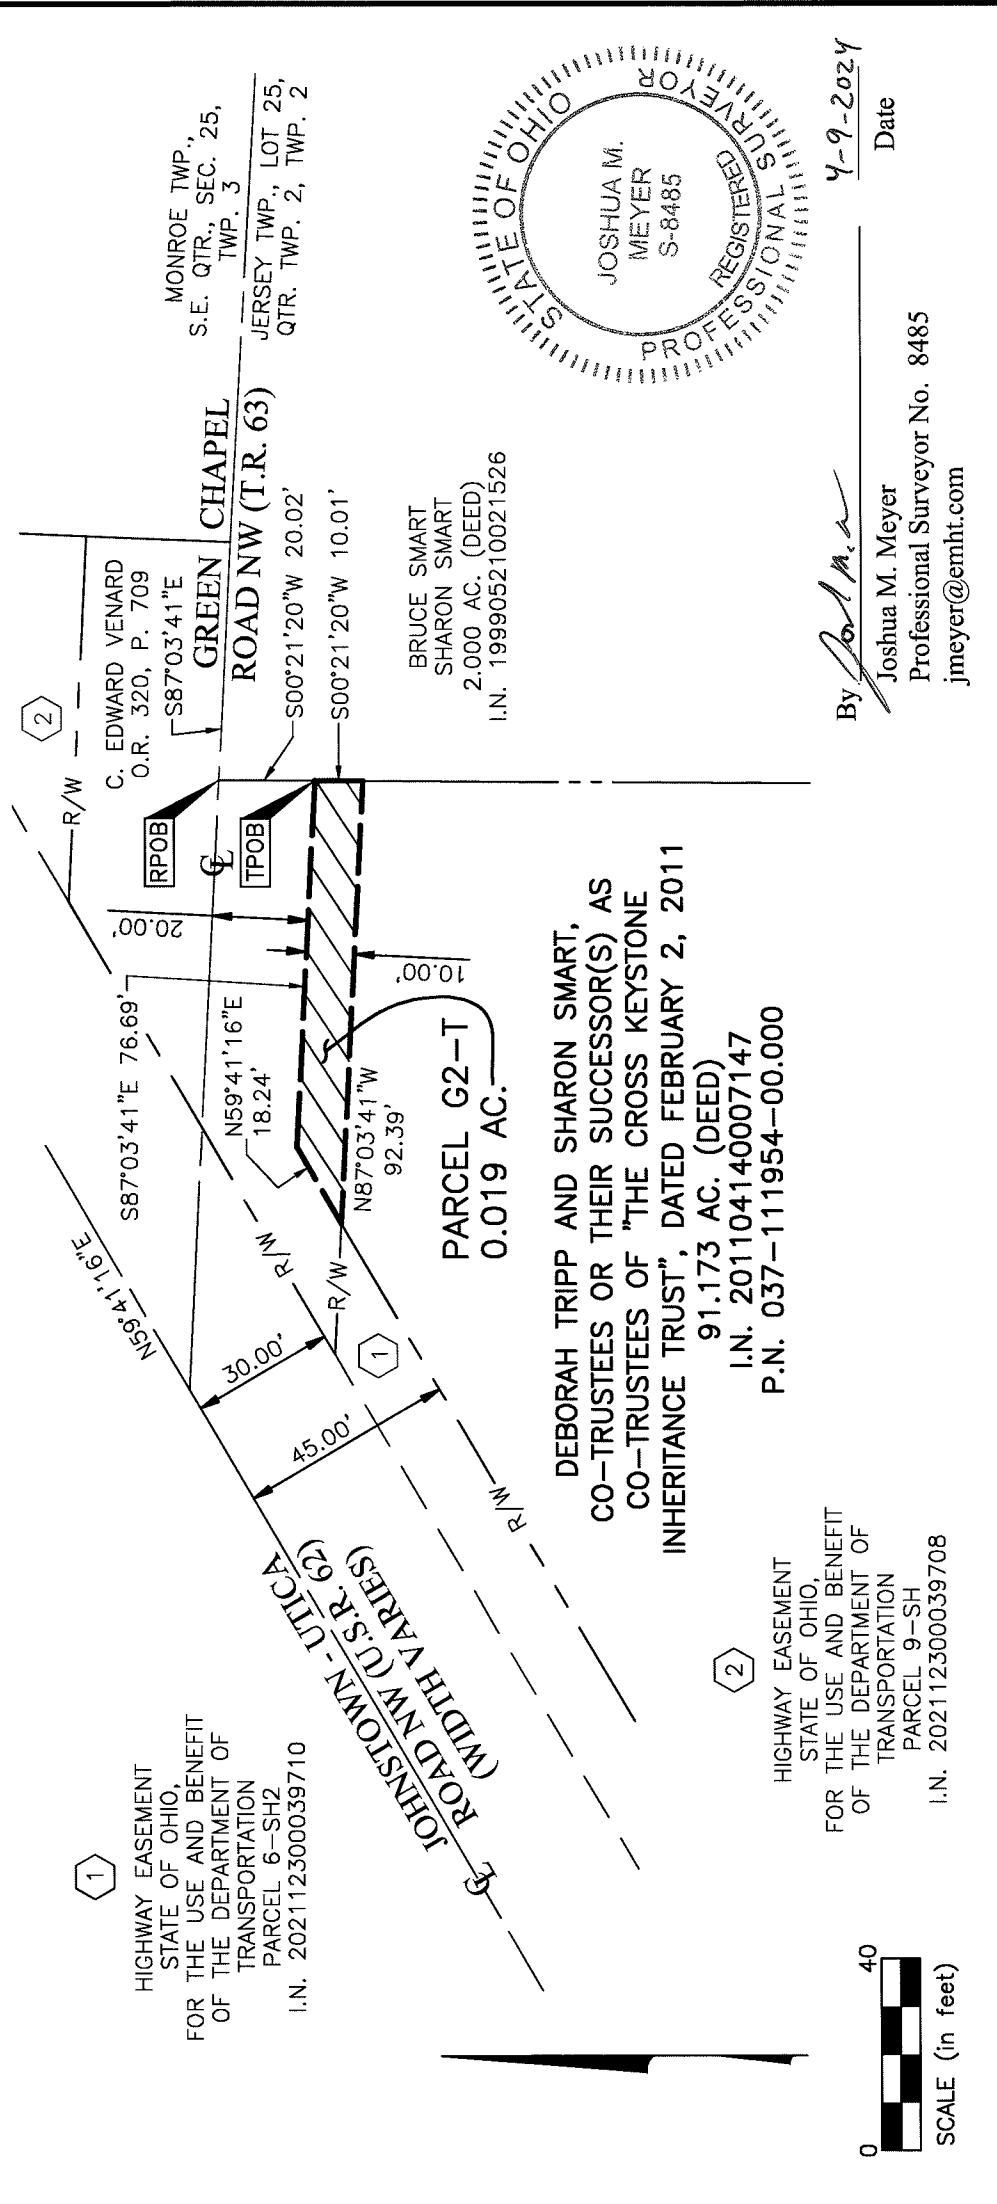 1
HIGHWAY EASEMENT
STATE OF OHIO,
FOR THE USE AND BENEFIT
OF THE DEPARTMENT OF
TRANSPORTATION
PARCEL 6-SH2
I.N. 202112300039710
JOHNSTOWN - UTICA
ROAD NW (U.S.R. 62)
(WIDTH VARIES)
CL
N59°41'16"E
30.00'
45.00'
R/W
R/W
R/W
1
S87°03'41"E 76.69'
N59°41'16"E
18.24'
N87°03'41"W
92.39'
20.00'
10.00'
R/W
2
C. EDWARD VENARD
O.R. 320, P. 709
S87°03'41"E
RPOB
CL
TPOB
GREEN CHAPEL
ROAD NW (T.R. 63)
S00°21'20"W 20.02'
S00°21'20"W 10.01'
MONROE TWP.,
S.E. QTR., SEC. 25,
TWP. 3
JERSEY TWP., LOT 25,
QTR. TWP. 2, TWP. 2
PARCEL G2-T
0.019 AC.
BRUCE SMART
SHARON SMART
2.000 AC. (DEED)
I.N. 199905210021526
DEBORAH TRIPP AND SHARON SMART,
CO-TRUSTEES OR THEIR SUCCESSOR(S) AS
CO-TRUSTEES OF "THE CROSS KEYSTONE
INHERITANCE TRUST", DATED FEBRUARY 2, 2011
91.173 AC. (DEED)
I.N. 201104140007147
P.N. 037-111954-00.000
2
HIGHWAY EASEMENT
STATE OF OHIO,
FOR THE USE AND BENEFIT
OF THE DEPARTMENT OF
TRANSPORTATION
PARCEL 9-SH
I.N. 202112300039708
0 40
SCALE (in feet)
STATE OF OHIO
JOSHUA M.
MEYER
S-8485
REGISTERED
PROFESSIONAL SURVEYOR
By
4-9-2024
Joshua M. Meyer
Date
Professional Surveyor No. 8485
jmeyer@emht.com